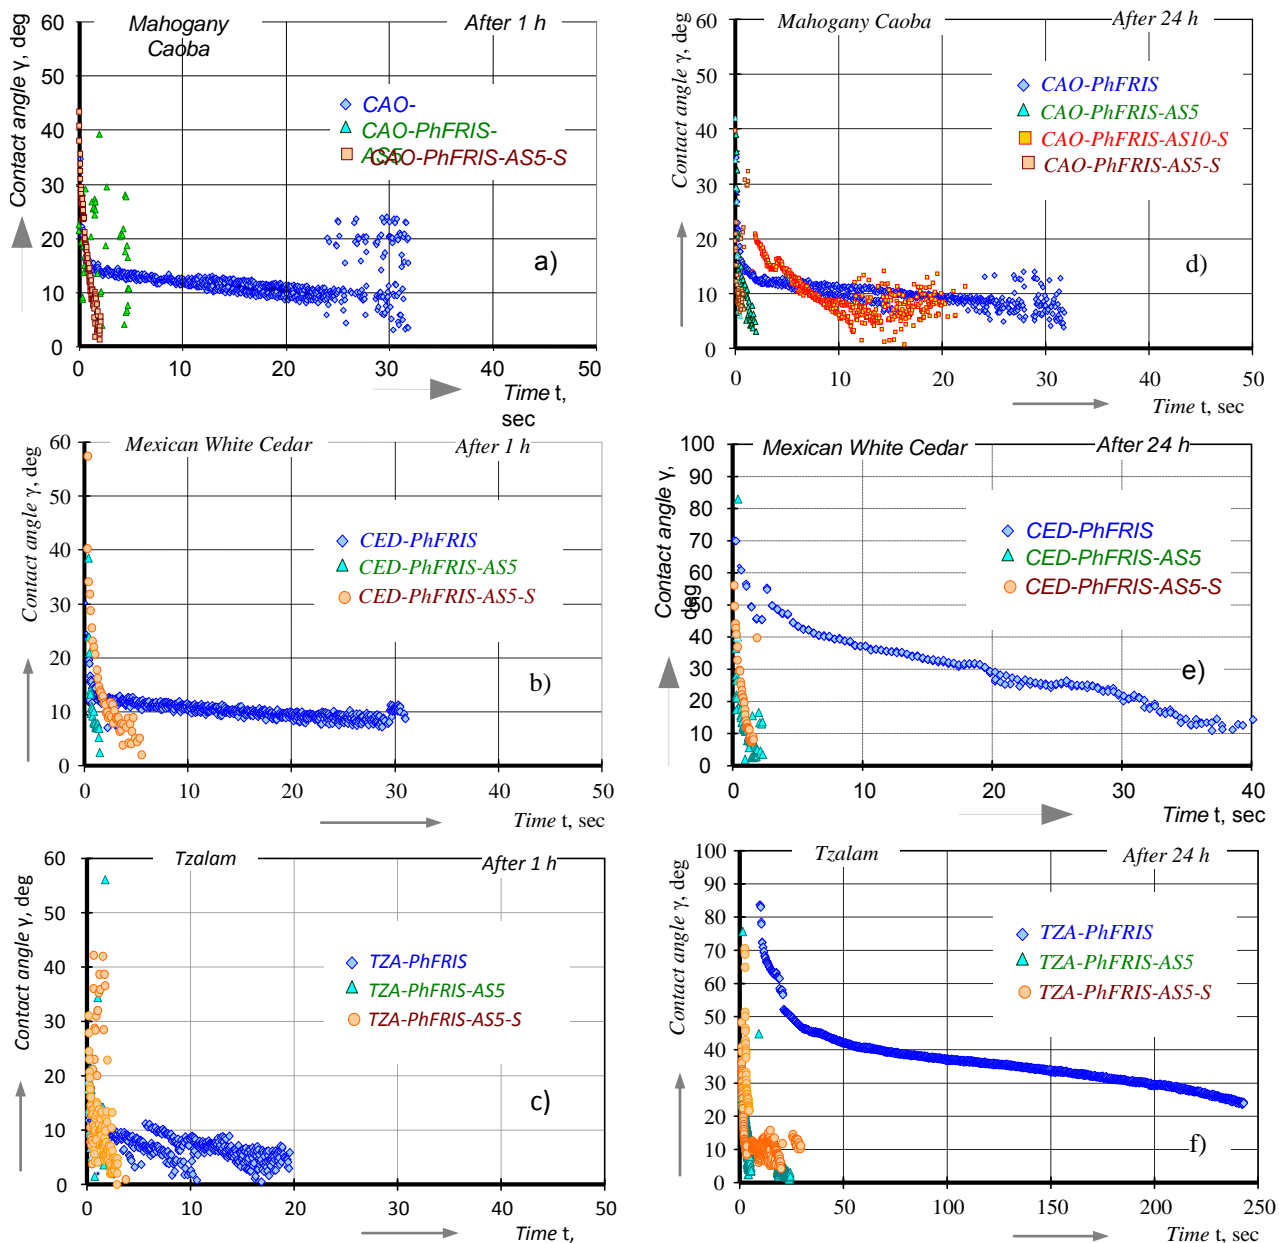 Contact angle γ, deg
60
50
40
30
20
10
0
Mahogany
Caoba
After 1 h
CAO-
CAO-PhFRIS-
AS5
CAO-PhFRIS-AS5-S
a)
0 10 20 30 40 50
Time t,
sec
Contact angle γ, deg
60
50
40
30
20
10
0
Mahogany Caoba
After 24 h
CAO-PhFRIS
CAO-PhFRIS-AS5
CAO-PhFRIS-AS10-S
CAO-PhFRIS-AS5-S
d)
0 10 20 30 40 50
Time t, sec
Contact angle γ, deg
60
50
40
30
20
10
0
Mexican White Cedar
After 1 h
CED-PhFRIS
CED-PhFRIS-AS5
CED-PhFRIS-AS5-S
b)
0 10 20 30 40 50
Time t, sec
Contact angle γ,
deg
100
90
80
70
60
50
40
30
20
10
0
Mexican White Cedar
After 24 h
CED-PhFRIS
CED-PhFRIS-AS5
CED-PhFRIS-AS5-S
e)
0 10 20 30 40
Time t, sec
Contact angle γ, deg
60
50
40
30
20
10
0
Tzalam
After 1 h
TZA-PhFRIS
TZA-PhFRIS-AS5
TZA-PhFRIS-AS5-S
c)
0 10 20 30 40 50
Time t,
Contact angle γ, deg
100
90
80
70
60
50
40
30
20
10
0
Tzalam
After 24 h
TZA-PhFRIS
TZA-PhFRIS-AS5
TZA-PhFRIS-AS5-S
f)
0 50 100 150 200 250
Time t, sec